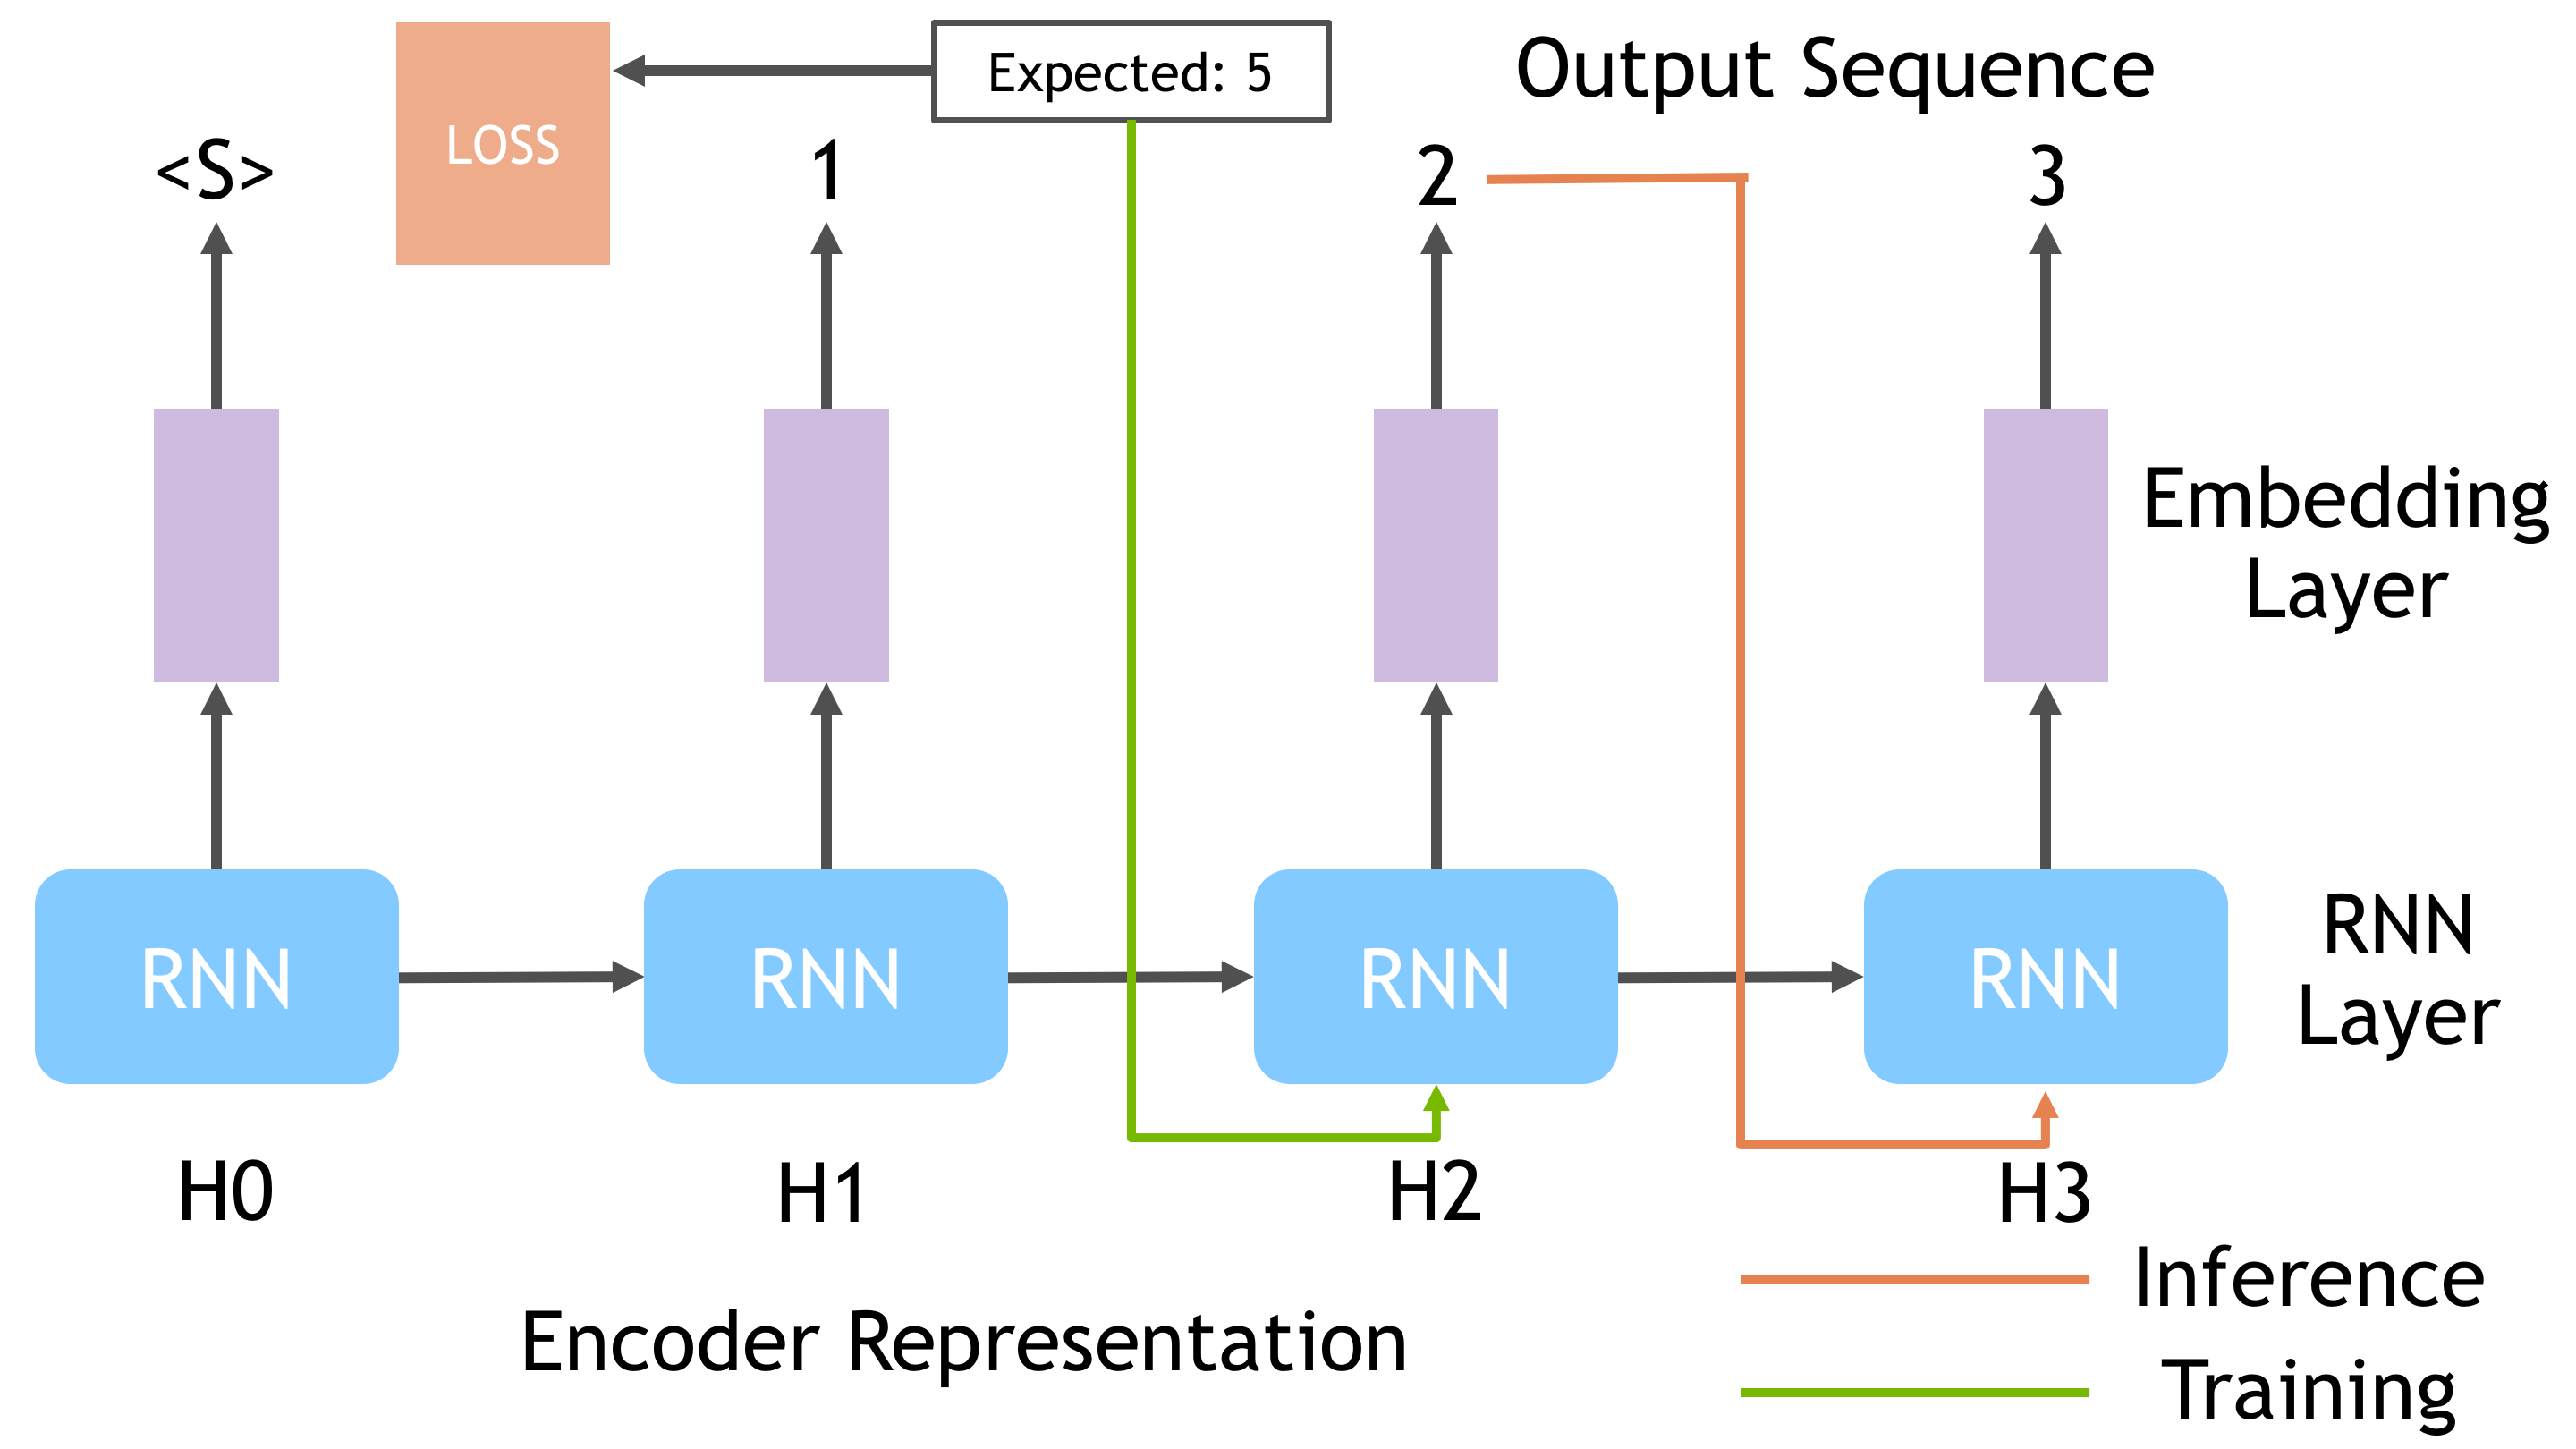 Expected: 5
Output Sequence
LOSS
<S>
1
2
3
Embedding
Layer
RNN
RNN
RNN
RNN
RNN
Layer
H0
H1
H2
H3
Inference
Encoder Representation
Training